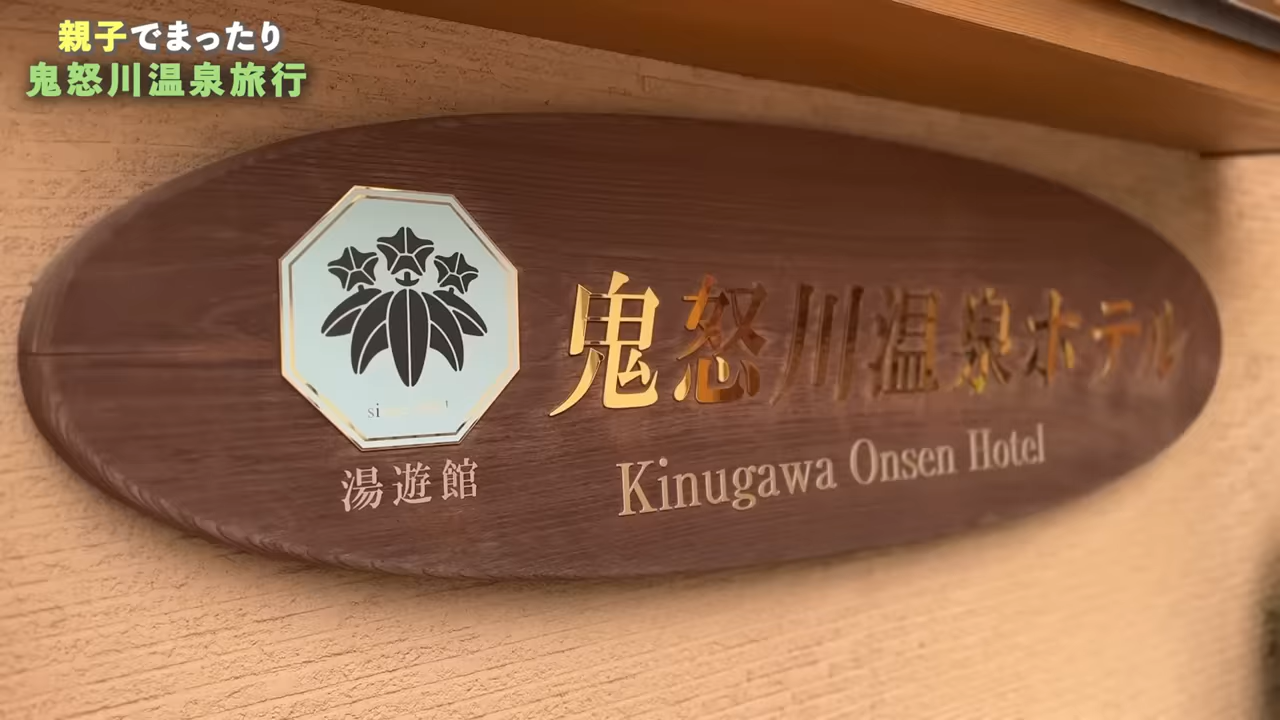 親子でまったり
鬼怒川温泉旅行
鬼怒川温泉ホテル
Kinugawa Onsen Hotel
湯遊館